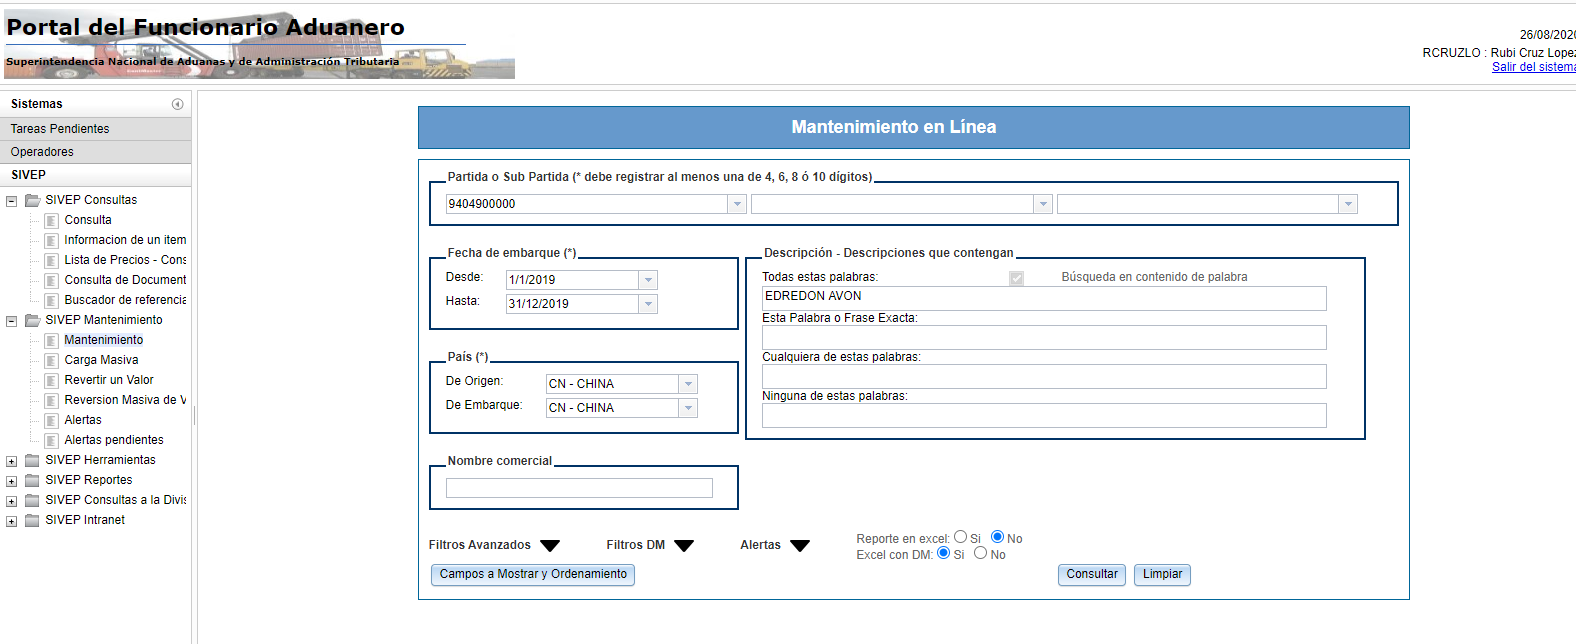 Portal del Funcionario Aduanero
Superintendencia Nacional de Aduanas y de Administración Tributaria
26/08/2020
RCRUZLO : Rubi Cruz Lopez
Salir del sistema
Sistemas
Tareas Pendientes
Operadores
SIVEP
SIVEP Consultas
Consulta
Informacion de un item
Lista de Precios - Cons
Consulta de Document
Buscador de referencia
SIVEP Mantenimiento
Mantenimiento
Carga Masiva
Revertir un Valor
Reversion Masiva de V
Alertas
Alertas pendientes
SIVEP Herramientas
SIVEP Reportes
SIVEP Consultas a la Divis
SIVEP Intranet
Mantenimiento en Línea
Partida o Sub Partida (* debe registrar al menos una de 4, 6, 8 ó 10 dígitos)
9404900000
Fecha de embarque (*)
Desde: 1/1/2019
Hasta: 31/12/2019
País (*)
De Origen: CN - CHINA
De Embarque: CN - CHINA
Nombre comercial
Descripción - Descripciones que contengan
Todas estas palabras: Búsqueda en contenido de palabra
EDREDON AVON
Esta Palabra o Frase Exacta:
Cualquiera de estas palabras:
Ninguna de estas palabras:
Filtros Avanzados Filtros DM Alertas
Reporte en excel: Si No
Excel con DM: Si No
Campos a Mostrar y Ordenamiento Consultar Limpiar